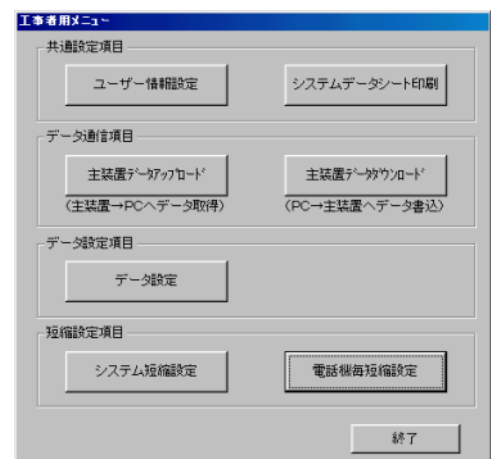 工事者用メニュー
共通設定項目
ユーザー情報設定
システムデータシート印刷
データ通信項目
主装置データアップロード
主装置データダウンロード
(主装置→PCへデータ取得)
(PC→主装置へデータ書込)
データ設定項目
データ設定
短縮設定項目
システム短縮設定
電話機毎短縮設定
終了